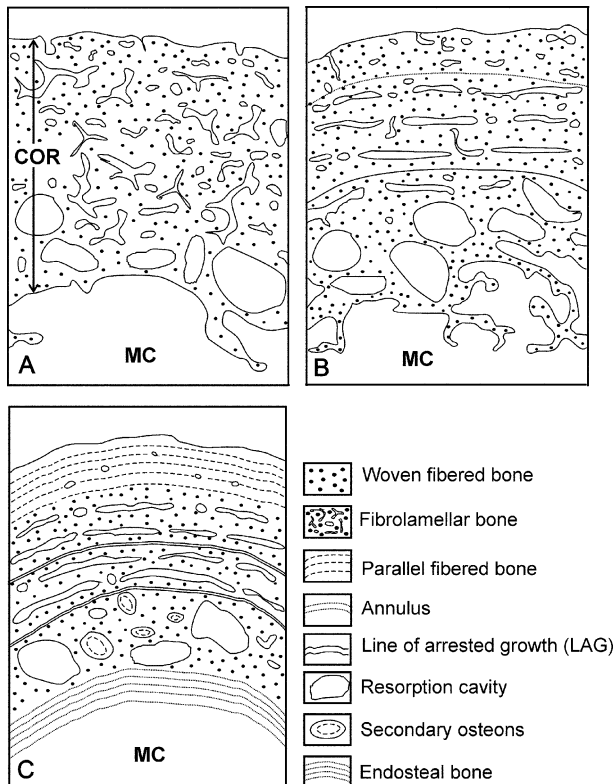 COR
MC
A
MC
B
MC
C
Woven fibered bone
Fibrolamellar bone
Parallel fibered bone
Annulus
Line of arrested growth (LAG)
Resorption cavity
Secondary osteons
Endosteal bone